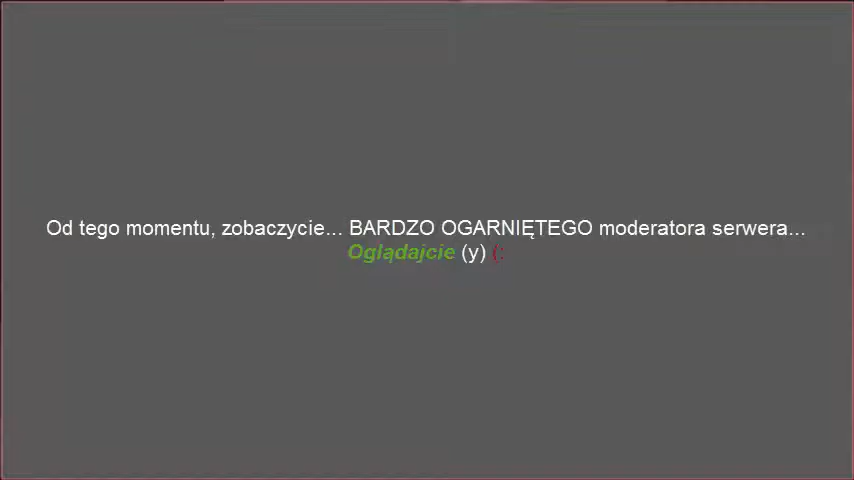 Od tego momentu, zobaczycie... BARDZO OGARNIĘTEGO moderatora serwera...
Oglądajcie (y) (: